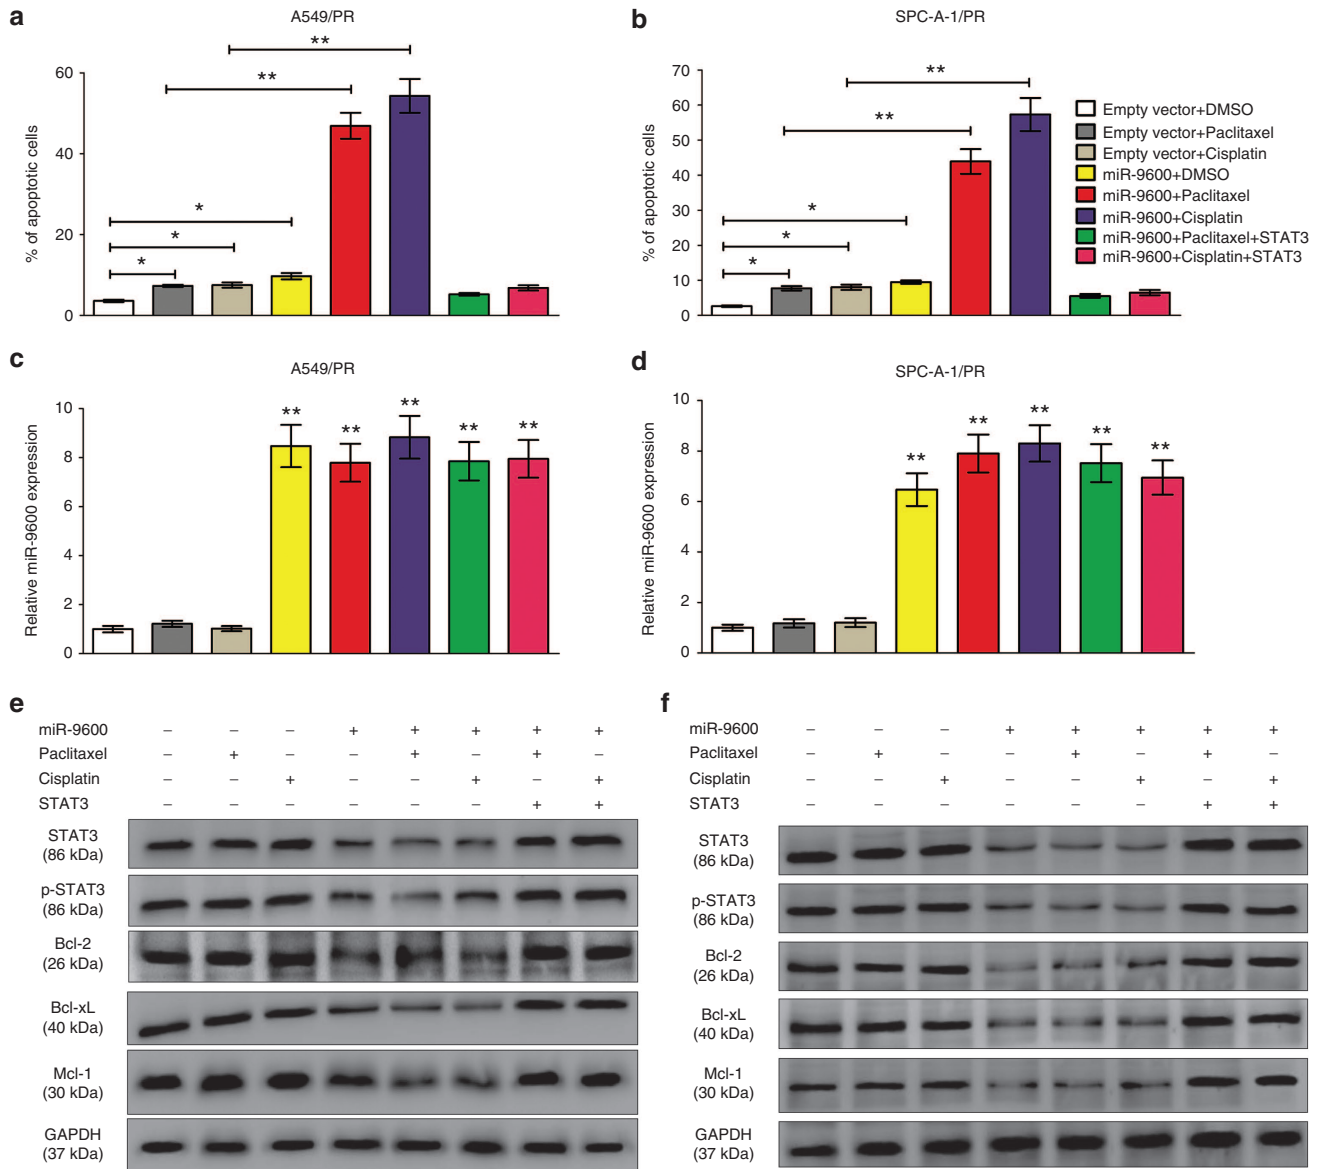 a
A549/PR
% of apoptotic cells
60
40
20
0
*
*
*
**
**
b
SPC-A-1/PR
% of apoptotic cells
70
60
50
40
30
20
10
0
*
*
*
**
**
Empty vector+DMSO
Empty vector+Paclitaxel
Empty vector+Cisplatin
miR-9600+DMSO
miR-9600+Paclitaxel
miR-9600+Cisplatin
miR-9600+Paclitaxel+STAT3
miR-9600+Cisplatin+STAT3
c
A549/PR
Relative miR-9600 expression
10
8
6
4
2
0
** ** ** ** **
d
SPC-A-1/PR
Relative miR-9600 expression
10
8
6
4
2
0
** ** ** ** **
e
miR-9600 – – – + + + + +
Paclitaxel – + – – + – + –
Cisplatin – – + – – + – +
STAT3 – – – – – – + +
STAT3
(86 kDa)
p-STAT3
(86 kDa)
Bcl-2
(26 kDa)
Bcl-xL
(40 kDa)
Mcl-1
(30 kDa)
GAPDH
(37 kDa)
f
miR-9600 – – – + + + + +
Paclitaxel – + – – + – + –
Cisplatin – – + – – + – +
STAT3 – – – – – – + +
STAT3
(86 kDa)
p-STAT3
(86 kDa)
Bcl-2
(26 kDa)
Bcl-xL
(40 kDa)
Mcl-1
(30 kDa)
GAPDH
(37 kDa)